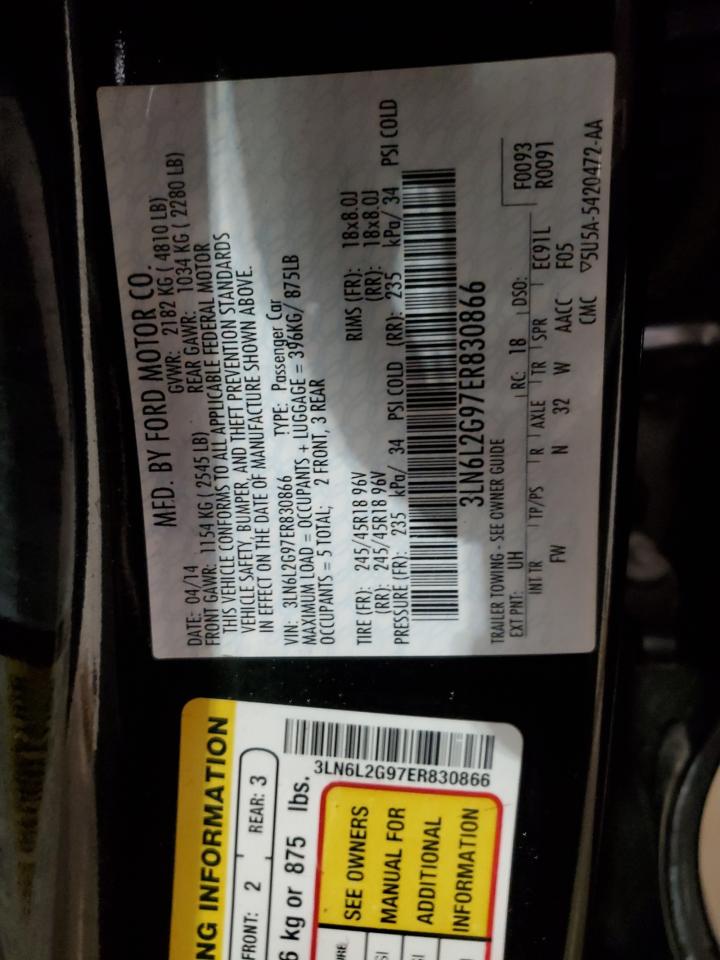 MFD. BY FORD MOTOR CO.
DATE: 04/14 GVWR: 2182 KG ( 4810 LB)
FRONT GAWR: 1154 KG ( 2545 LB) REAR GAWR: 1034 KG ( 2280 LB)
THIS VEHICLE CONFORMS TO ALL APPLICABLE FEDERAL MOTOR
VEHICLE SAFETY, BUMPER, AND THEFT PREVENTION STANDARDS
IN EFFECT ON THE DATE OF MANUFACTURE SHOWN ABOVE.
VIN: 3LN6L2G97ER830866 TYPE: Passenger Car
MAXIMUM LOAD = OCCUPANTS + LUGGAGE = 396KG/ 875LB
OCCUPANTS = 5 TOTAL; 2 FRONT, 3 REAR
TIRE (FR): 245/45R18 96V RIMS (FR): 18x8.0J
(RR): 245/45R18 96V (RR): 18x8.0J
PRESSURE (FR): 235 kPa/ 34 PSI COLD (RR): 235 kPa/ 34 PSI COLD
3LN6L2G97ER830866
TRAILER TOWING - SEE OWNER GUIDE
EXT PNT: UH RC: 18 DSO: F0093
R0091
INT TR TP/PS R AXLE TR SPR EC91L
FW N 32 W AACC F05
CMC ▽5U5A-5420472-AA
NG INFORMATION
FRONT: 2 REAR: 3
6 kg or 875 lbs.
3LN6L2G97ER830866
SEE OWNERS
MANUAL FOR
ADDITIONAL
INFORMATION